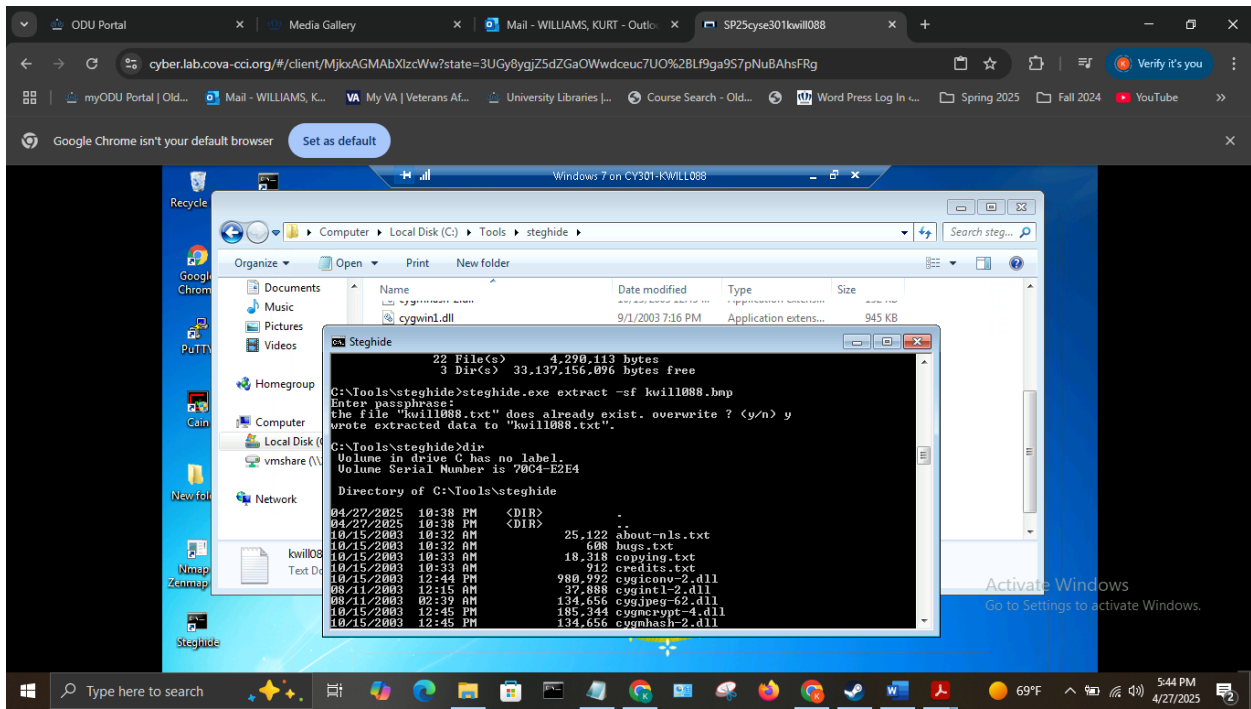 ODU Portal
Media Gallery
Mail - WILLIAMS, KURT - Outlo
SP25cyse301kwill088
cyber.lab.cova-cci.org/#/client/MjkxAGMAbXlzcWw?state=3UGy8ygjZ5dZGaOWwdceuc7UO%2BLf9ga9S7pNuBAhsFRg
Verify it's you
myODU Portal | Old...
Mail - WILLIAMS, K...
My VA | Veterans Af...
University Libraries |...
Course Search - Old...
Word Press Log In -...
Spring 2025
Fall 2024
YouTube
Google Chrome isn't your default browser
Set as default
Windows 7 on CY301-KWILL088
Recycle
Computer ▸ Local Disk (C:) ▸ Tools ▸ steghide ▸
Search steg...
Organize
Open
Print
New folder
Googl
Chrom
Documents
Music
Pictures
Videos
Homegroup
Computer
Local Disk (
vmshare (\\
Network
Name
Date modified
Type
Size
cygwin1.dll
9/1/2003 7:16 PM
Application extens...
945 KB
PuTTY
Cain
New fol
Nmap
Zenmap
Steghide
kwill08
Text Do
Steghide
22 File(s) 4,290,113 bytes
3 Dir(s) 33,137,156,096 bytes free
C:\Tools\steghide>steghide.exe extract -sf kwill088.bmp
Enter passphrase:
the file "kwill088.txt" does already exist. overwrite ? (y/n) y
wrote extracted data to "kwill088.txt".
C:\Tools\steghide>dir
Volume in drive C has no label.
Volume Serial Number is 70C4-E2E4
Directory of C:\Tools\steghide
04/27/2025 10:38 PM <DIR> .
04/27/2025 10:38 PM <DIR> ..
10/15/2003 10:32 AM 25,122 about-nls.txt
10/15/2003 10:32 AM 608 bugs.txt
10/15/2003 10:33 AM 18,318 copying.txt
10/15/2003 10:33 AM 912 credits.txt
10/15/2003 12:44 PM 980,992 cygiconv-2.dll
08/11/2003 12:15 AM 37,888 cygintl-2.dll
08/11/2003 02:39 AM 134,656 cygjpeg-62.dll
10/15/2003 12:45 PM 185,344 cygmcrypt-4.dll
10/15/2003 12:45 PM 134,656 cygmhash-2.dll
Activate Windows
Go to Settings to activate Windows.
Type here to search
69°F
5:44 PM
4/27/2025
2